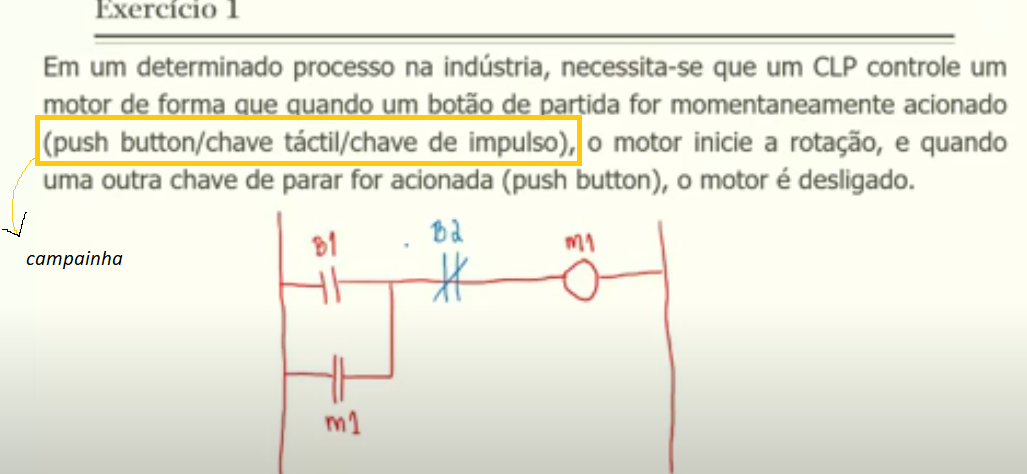 Exercício 1
Em um determinado processo na indústria, necessita-se que um CLP controle um
motor de forma que quando um botão de partida for momentaneamente acionado
(push button/chave táctil/chave de impulso), o motor inicie a rotação, e quando
uma outra chave de parar for acionada (push button), o motor é desligado.
campainha
B1
B2
m1
m1